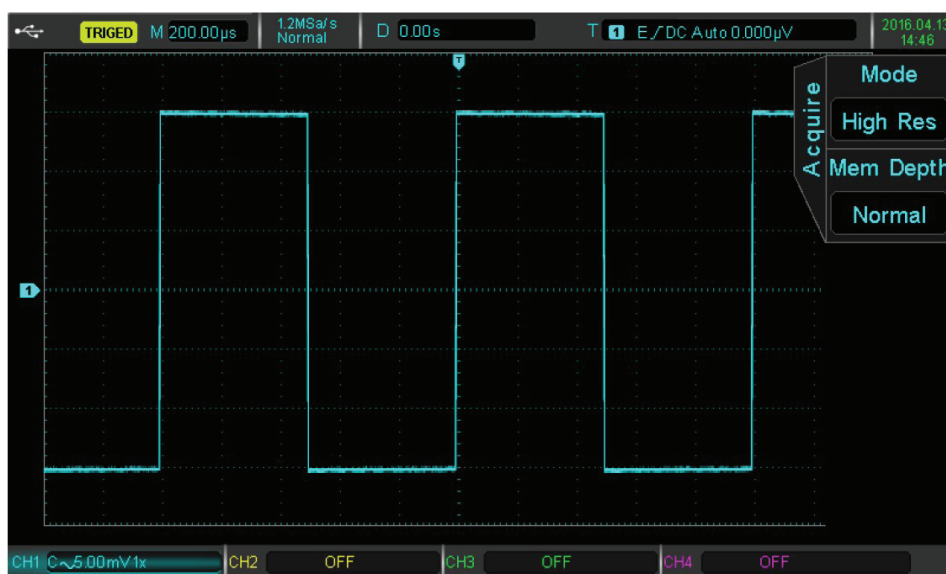 TRIGED M 200.00μs 1.2MSa/s Normal D 0.00s T 1 E DC Auto 0.000μV 2016.04.13 14:46
T
Acquire
Mode
High Res
Mem Depth
Normal
1
CH1 C 5.00mV 1x CH2 OFF CH3 OFF CH4 OFF